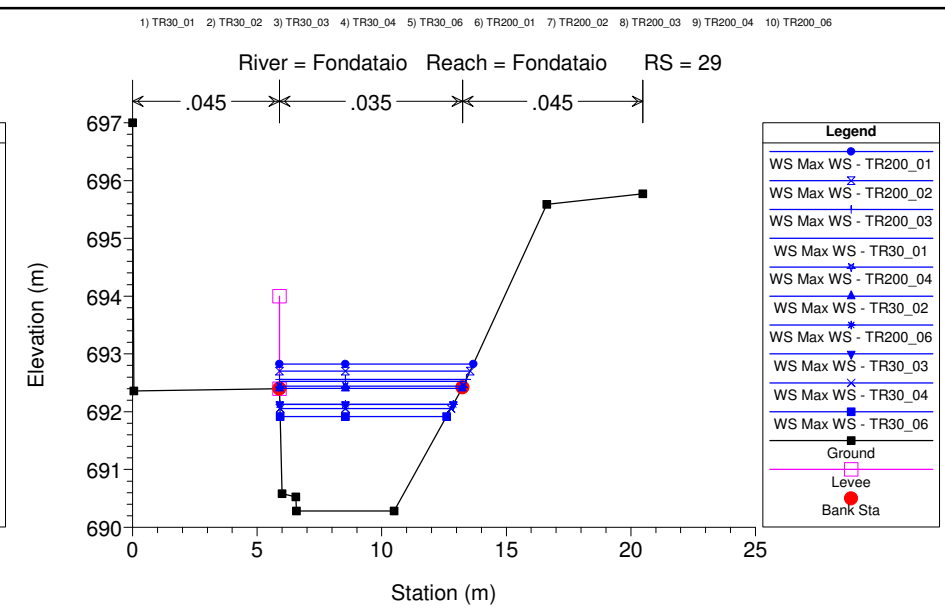 1) TR30_01 2) TR30_02 3) TR30_03 4) TR30_04 5) TR30_06 6) TR200_01 7) TR200_02 8) TR200_03 9) TR200_04 10) TR200_06
River = Fondataio Reach = Fondataio RS = 29
.045 .035 .045
697
696
695
694
693
692
691
690
Elevation (m)
0 5 10 15 20 25
Station (m)
Legend
WS Max WS - TR200_01
WS Max WS - TR200_02
WS Max WS - TR200_03
WS Max WS - TR30_01
WS Max WS - TR200_04
WS Max WS - TR30_02
WS Max WS - TR200_06
WS Max WS - TR30_03
WS Max WS - TR30_04
WS Max WS - TR30_06
Ground
Levee
Bank Sta